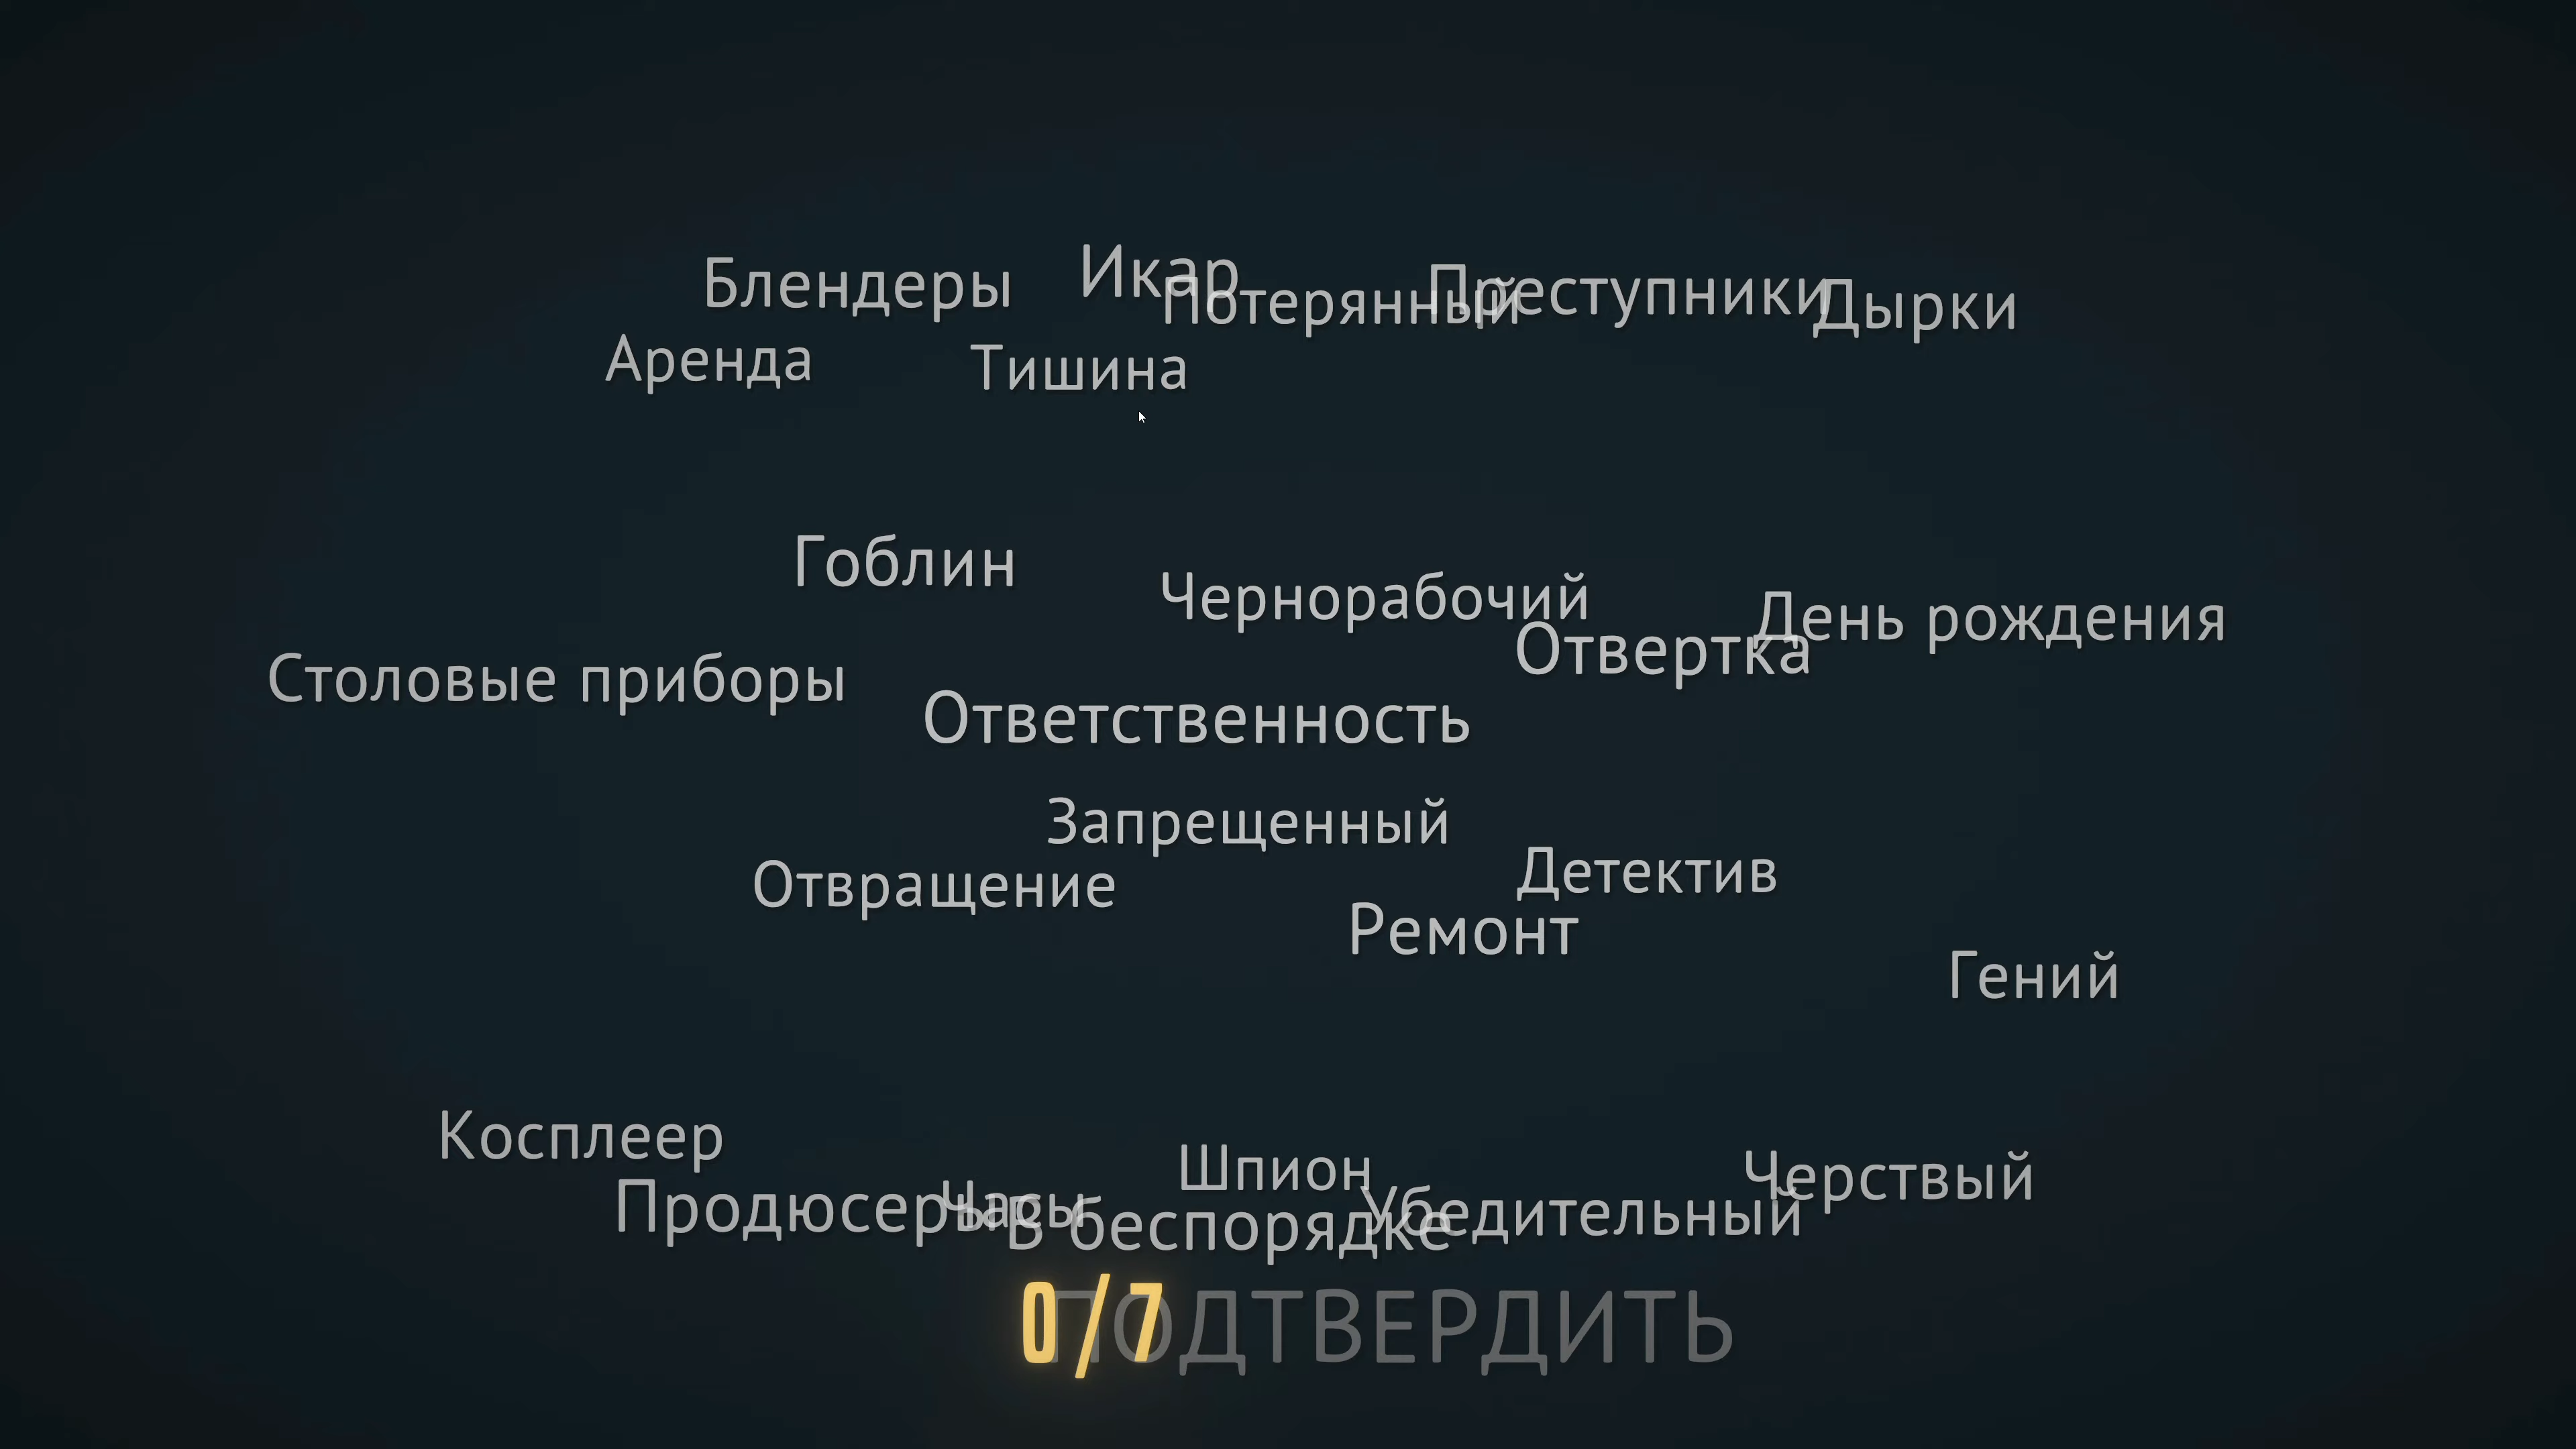 Икар
Блендеры
Потерянный
Преступники
Дырки
Аренда
Тишина
Гоблин
Чернорабочий
День рождения
Отвертка
Столовые приборы
Ответственность
Запрещенный
Детектив
Отвращение
Ремонт
Гений
Косплеер
Шпион
Черствый
Продюсеры
Часы
Убедительный
В беспорядке
0/7
ПОДТВЕРДИТЬ